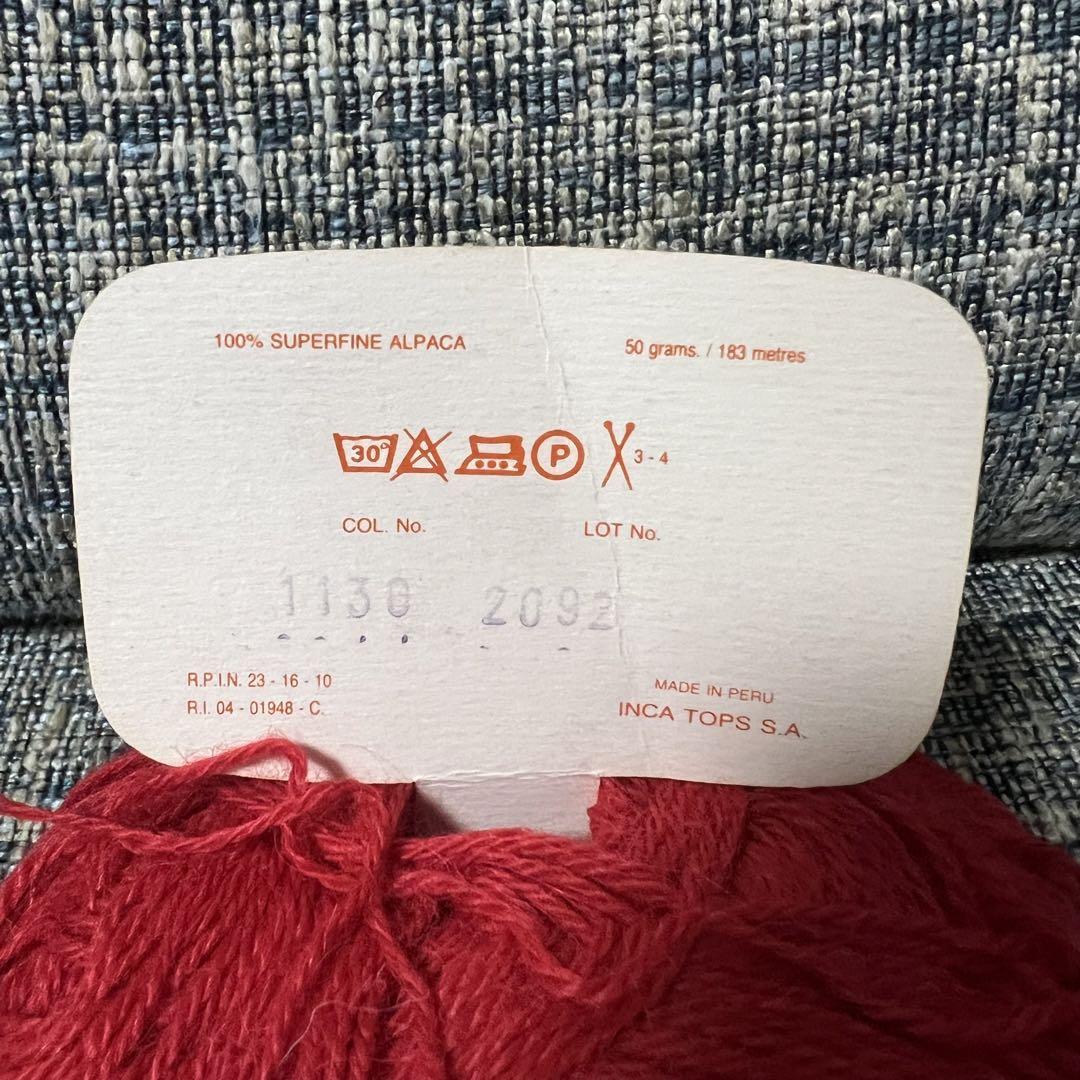 100% SUPERFINE ALPACA
50 grams. / 183 metres
30° P 3 - 4
COL. No.
LOT No.
1130
2092
R.P.I.N. 23 - 16 - 10
R.I. 04 - 01948 - C.
MADE IN PERU
INCA TOPS S.A.